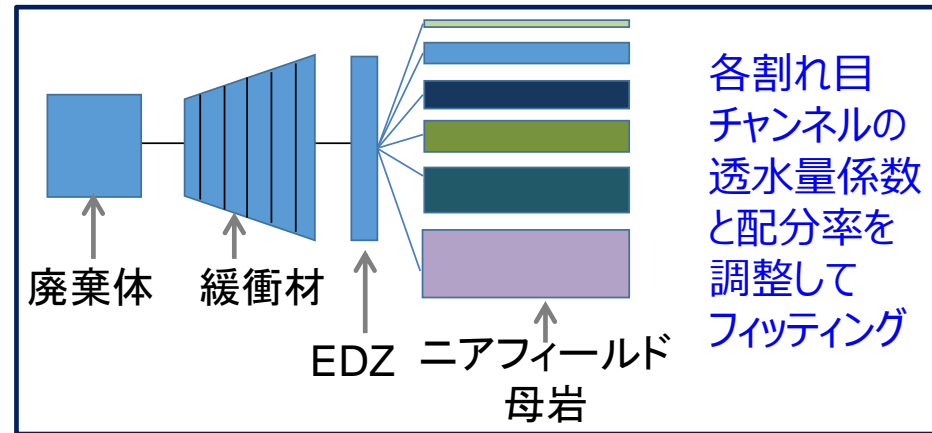 廃棄体
緩衝材
EDZ
ニアフィールド
母岩
各割れ目
チャンネルの
透水量係数
と配分率を
調整して
フィッティング